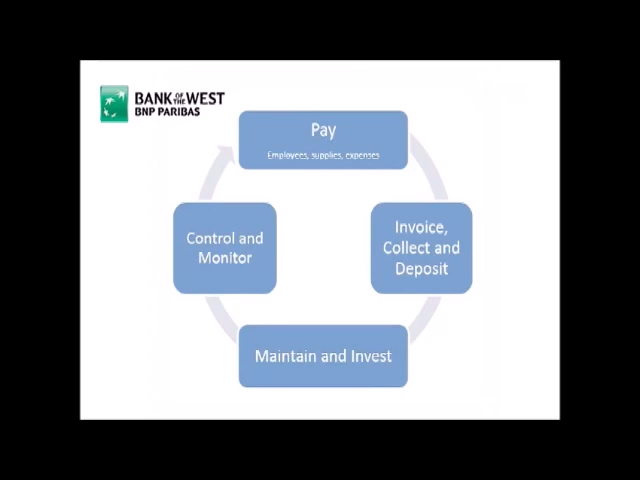 BANK OF THE WEST
BNP PARIBAS
Pay
Employees, supplies, expenses
Control and
Monitor
Invoice,
Collect and
Deposit
Maintain and Invest